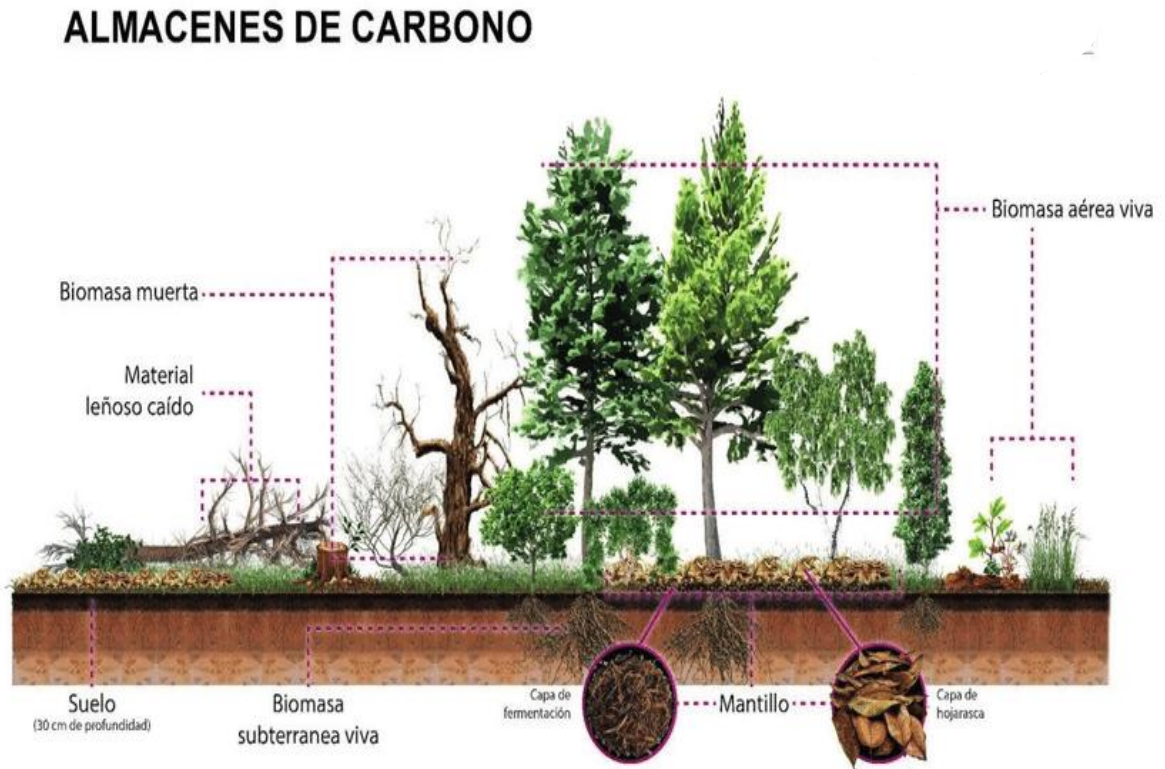 ALMACENES DE CARBONO
Biomasa aérea viva
Biomasa muerta
Material
leñoso caído
Suelo
(30 cm de profundidad)
Biomasa
subterranea viva
Capa de
fermentación
Mantillo
Capa de
hojarasca